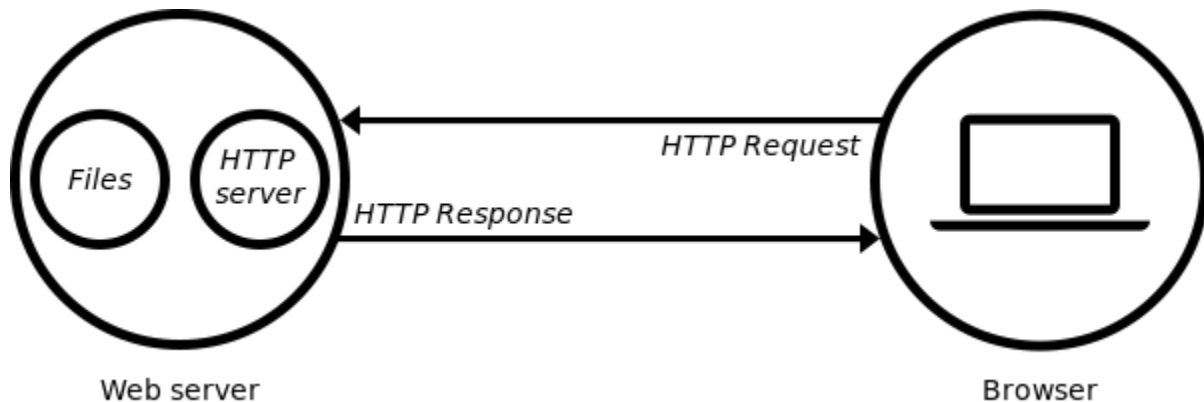 HTTP Request
Files
HTTP
server
HTTP Response
Web server
Browser